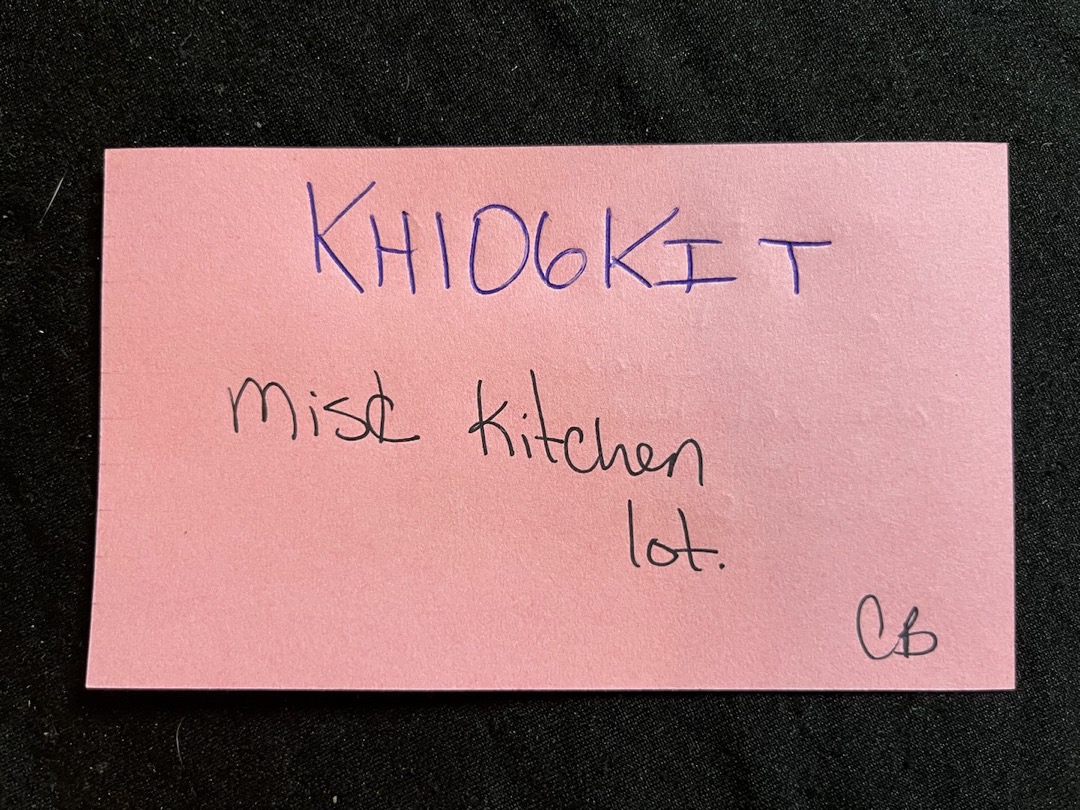 KH106KIT
Misc Kitchen
lot.
CB